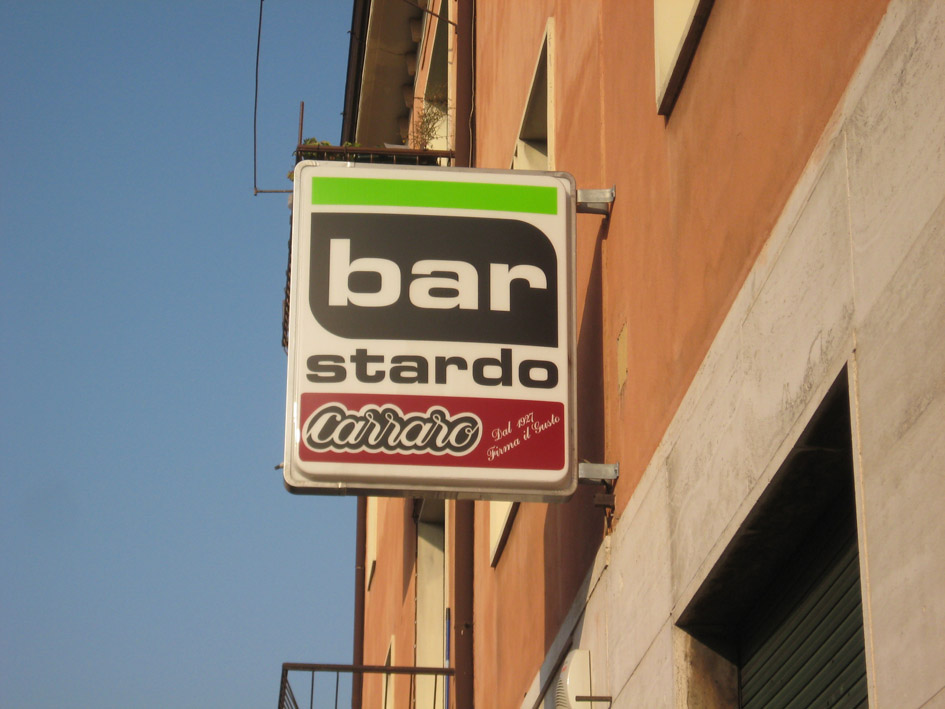 bar
stardo
carraro
Dal 1927
Firma il Gusto